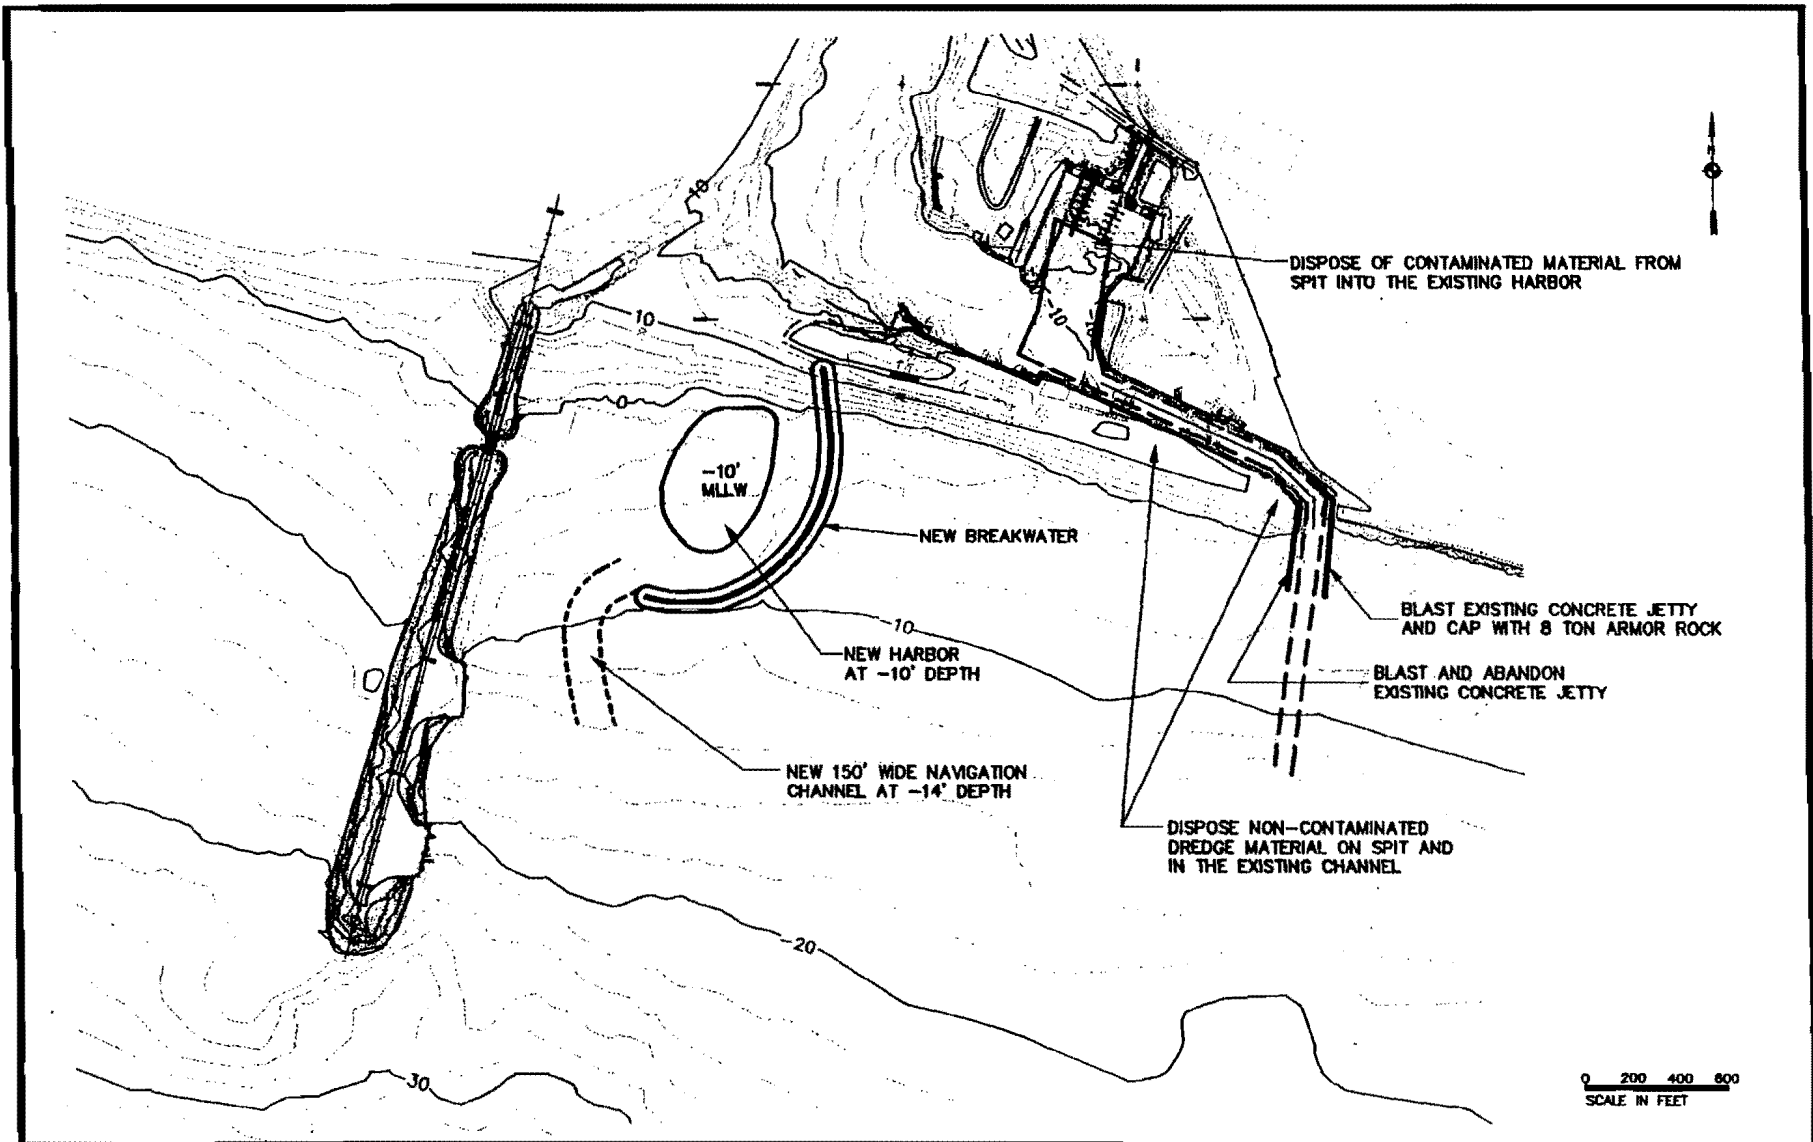 N
10
DISPOSE OF CONTAMINATED MATERIAL FROM
SPIT INTO THE EXISTING HARBOR
10
-10
10
0
-10'
MLLW
NEW BREAKWATER
BLAST EXISTING CONCRETE JETTY
AND CAP WITH 8 TON ARMOR ROCK
-10
NEW HARBOR
AT -10' DEPTH
BLAST AND ABANDON
EXISTING CONCRETE JETTY
NEW 150' WIDE NAVIGATION
CHANNEL AT -14' DEPTH
DISPOSE NON-CONTAMINATED
DREDGE MATERIAL ON SPIT AND
IN THE EXISTING CHANNEL
-20
-30
0 200 400 600
SCALE IN FEET